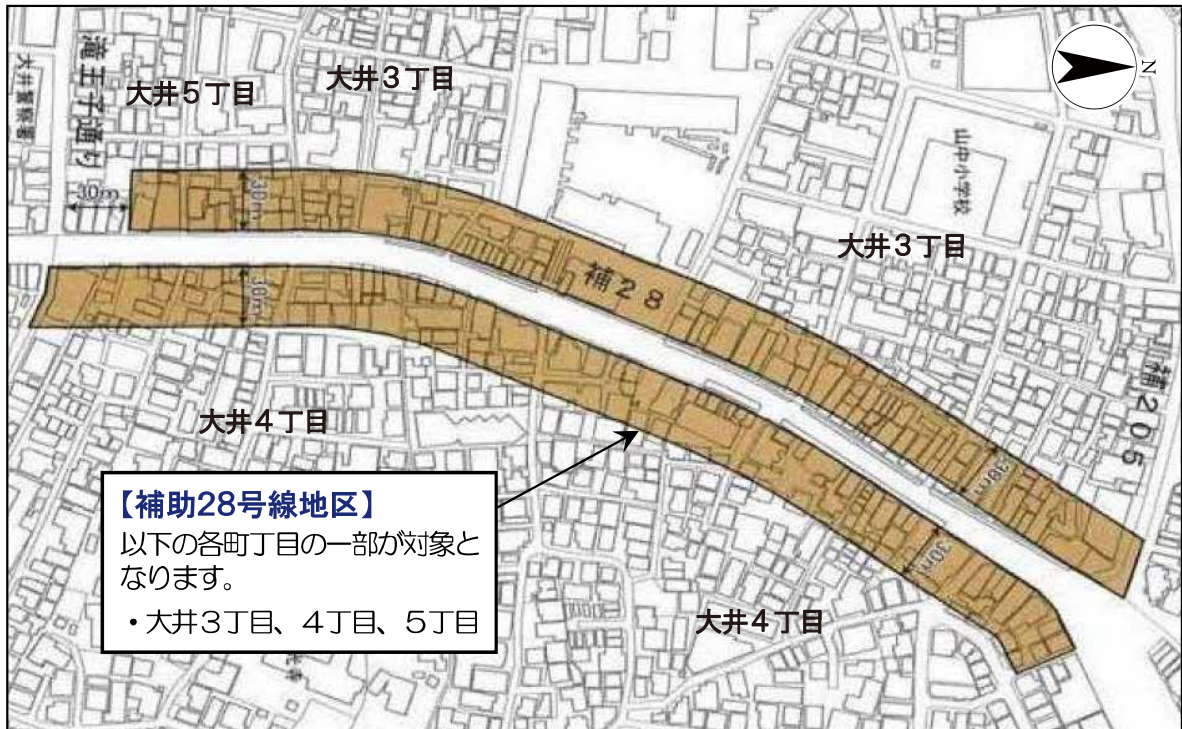 大井5丁目
大井3丁目
滝王子通り
大井警察署
30m
30m
N
山中小学校
大井3丁目
補28
30m
補205
30m
30m
大井4丁目
【補助28号線地区】
以下の各町丁目の一部が対象と
なります。
・大井3丁目、4丁目、5丁目
大井4丁目